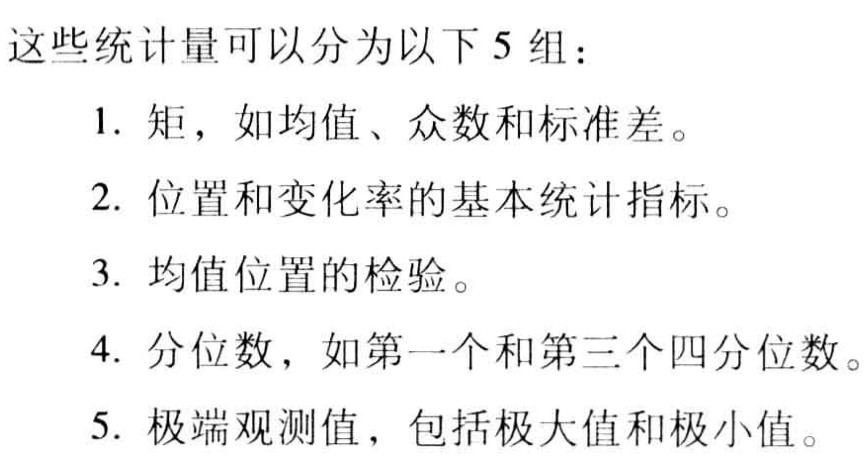 这些统计量可以分为以下 5 组：
1. 矩，如均值、众数和标准差。
2. 位置和变化率的基本统计指标。
3. 均值位置的检验。
4. 分位数，如第一个和第三个四分位数。
5. 极端观测值，包括极大值和极小值。